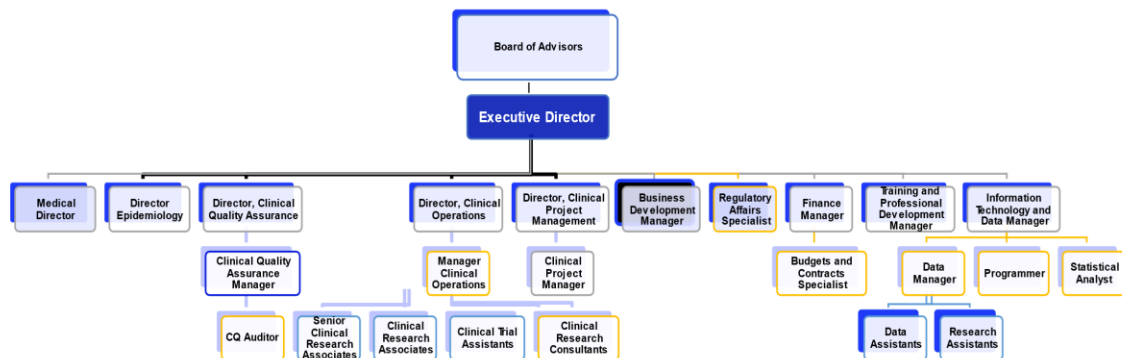 Board of Advisors
Executive Director
Medical
Director
Director
Epidemiology
Director, Clinical
Quality Assurance
Director, Clinical
Operations
Director, Clinical
Project
Management
Business
Development
Manager
Regulatory
Affairs
Specialist
Finance
Manager
Training and
Professional
Development
Manager
Information
Technology and
Data Manager
Clinical Quality
Assurance
Manager
Manager
Clinical
Operations
Clinical
Project
Manager
Budgets and
Contracts
Specialist
Data
Manager
Programmer
Statistical
Analyst
CQ Auditor
Senior
Clinical
Research
Associates
Clinical
Research
Associates
Clinical Trial
Assistants
Clinical
Research
Consultants
Data
Assistants
Research
Assistants